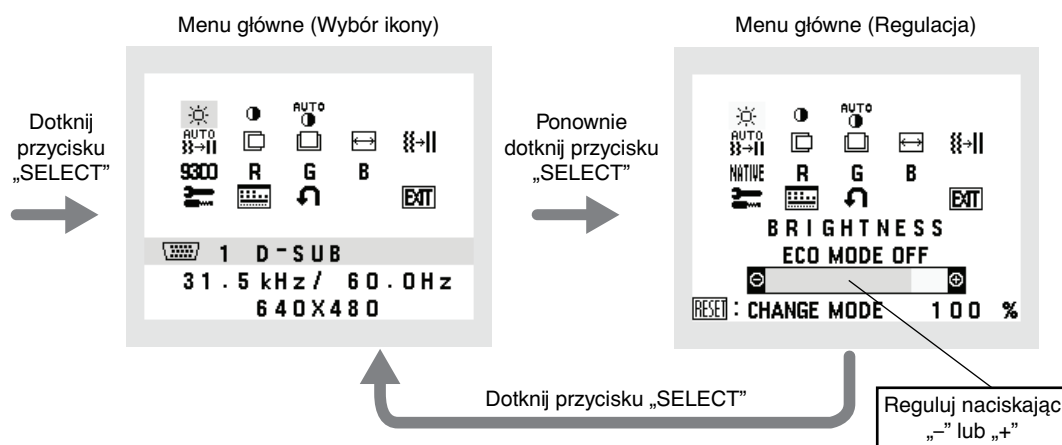 Menu główne (Wybór ikony)
Menu główne (Regulacja)
Dotknij
przycisku
„SELECT”
AUTO
AUTO
9300 R G B
EXIT
1 D-SUB
31.5 kHz/ 60.0Hz
640X480
Ponownie
dotknij przycisku
„SELECT”
AUTO
AUTO
NATIVE R G B
EXIT
BRIGHTNESS
ECO MODE OFF
RESET : CHANGE MODE 100 %
Dotknij przycisku „SELECT”
Reguluj naciskając
„–” lub „+”